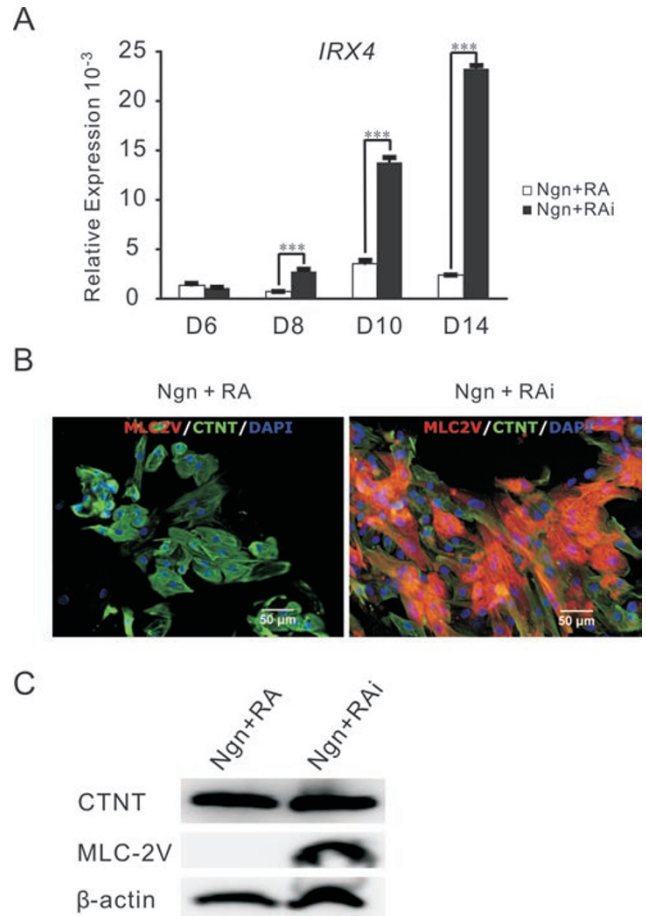 A
IRX4
Relative Expression 10⁻³
25
20
15
10
5
0
***
***
***
Ngn+RA
Ngn+RAi
D6 D8 D10 D14
B
Ngn + RA Ngn + RAi
MLC2V/CTNT/DAPI MLC2V/CTNT/DAPI
50 µm 50 µm
C
Ngn+RA Ngn+RAi
CTNT
MLC-2V
β-actin